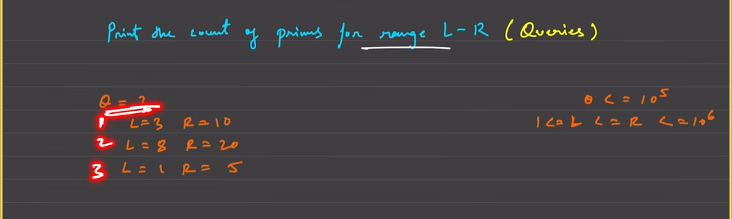 Print the count of primes for range L-R (Queries)
Q = 3
Q <= 10^5
1 L=3 R=10
1<=L <= R <=10^6
2 L=8 R=20
3 L=1 R= 5